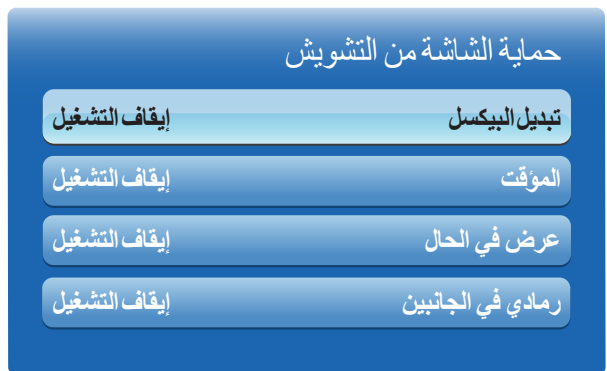 حماية الشاشة من التشويش
تبديل البيكسل إيقاف التشغيل
المؤقت إيقاف التشغيل
عرض في الحال إيقاف التشغيل
رمادي في الجانبين إيقاف التشغيل